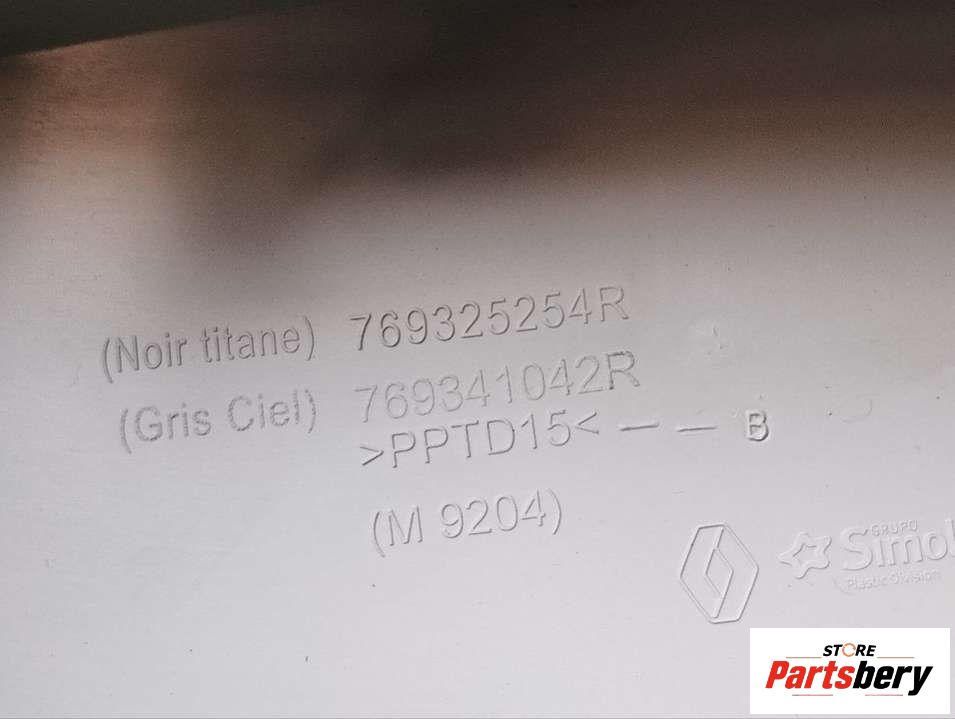 (Noir titane) 769325254R
(Gris Ciel) 769341042R
>PPTD15< — — B
(M 9204)
GRUPO
Simol
Plastic Division
STORE
Partsbery